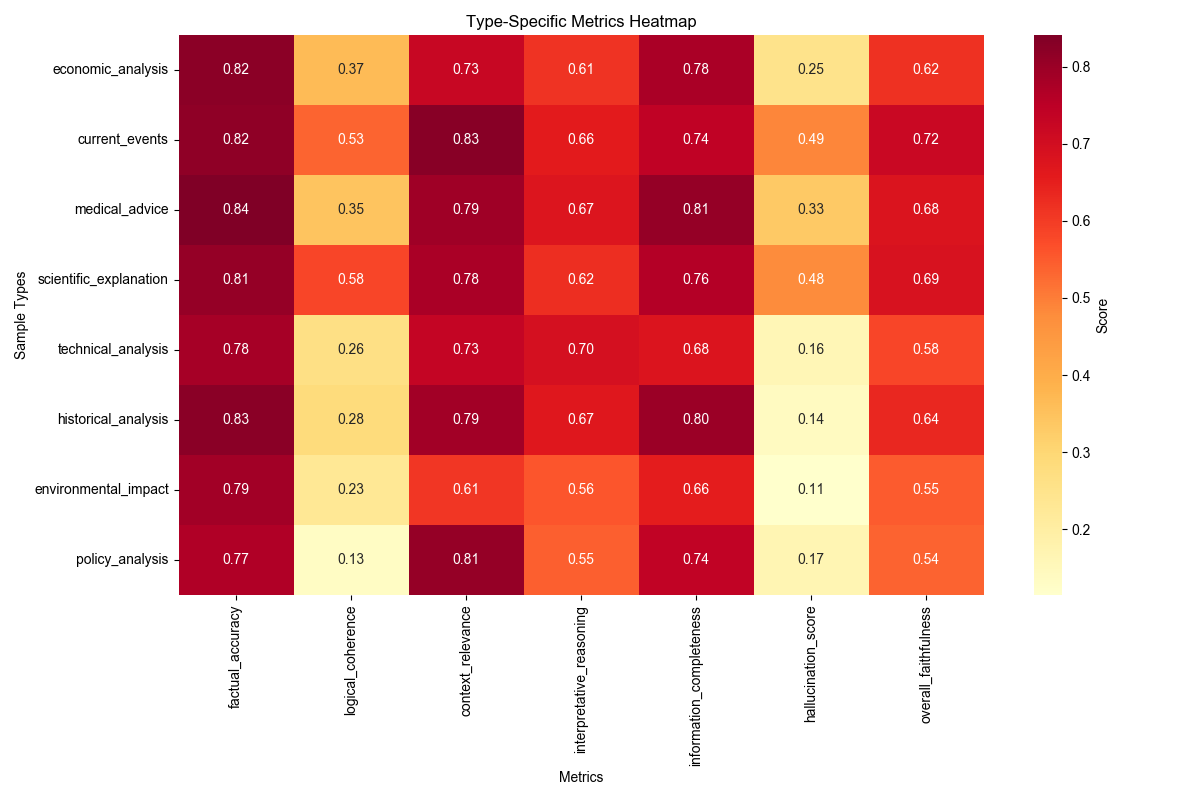 Type-Specific Metrics Heatmap
economic_analysis 0.82 0.37 0.73 0.61 0.78 0.25 0.62
current_events 0.82 0.53 0.83 0.66 0.74 0.49 0.72
medical_advice 0.84 0.35 0.79 0.67 0.81 0.33 0.68
scientific_explanation 0.81 0.58 0.78 0.62 0.76 0.48 0.69
technical_analysis 0.78 0.26 0.73 0.70 0.68 0.16 0.58
historical_analysis 0.83 0.28 0.79 0.67 0.80 0.14 0.64
environmental_impact 0.79 0.23 0.61 0.56 0.66 0.11 0.55
policy_analysis 0.77 0.13 0.81 0.55 0.74 0.17 0.54
Sample Types
factual_accuracy
logical_coherence
context_relevance
interpretative_reasoning
information_completeness
hallucination_score
overall_faithfulness
Metrics
0.8
0.7
0.6
0.5
0.4
0.3
0.2
Score